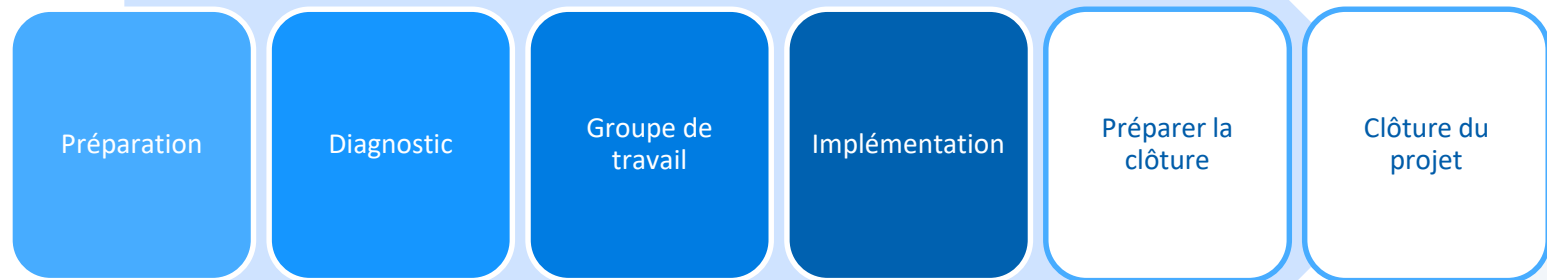 Préparation
Diagnostic
Groupe de
travail
Implémentation
Préparer la
clôture
Clôture du
projet